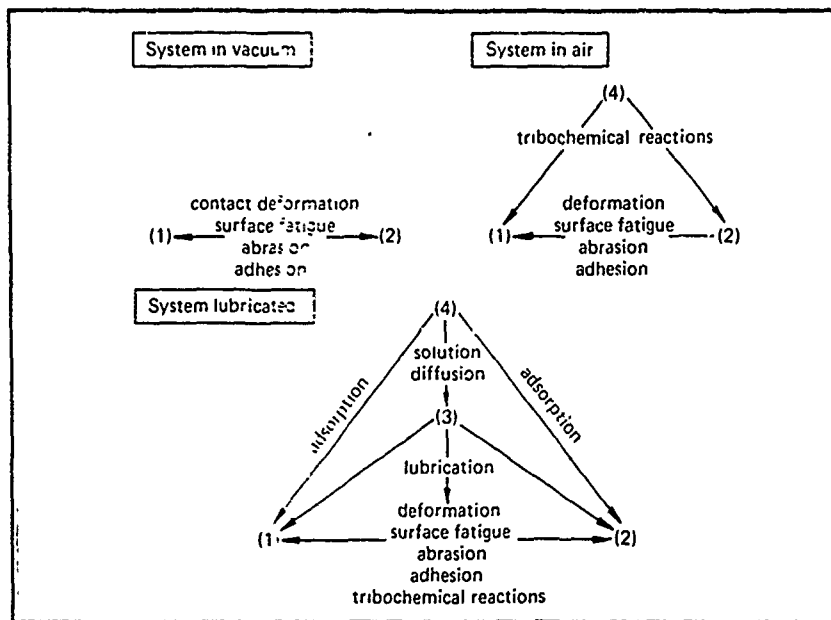 System in vacuum
contact deformation
surface fatigue
(1) (2)
abrasion
adhesion
System in air
(4)
tribochemical reactions
deformation
surface fatigue
(1) (2)
abrasion
adhesion
System lubricated
(4)
solution
diffusion
adsorption
adsorption
(3)
lubrication
deformation
surface fatigue
(1) (2)
abrasion
adhesion
tribochemical reactions